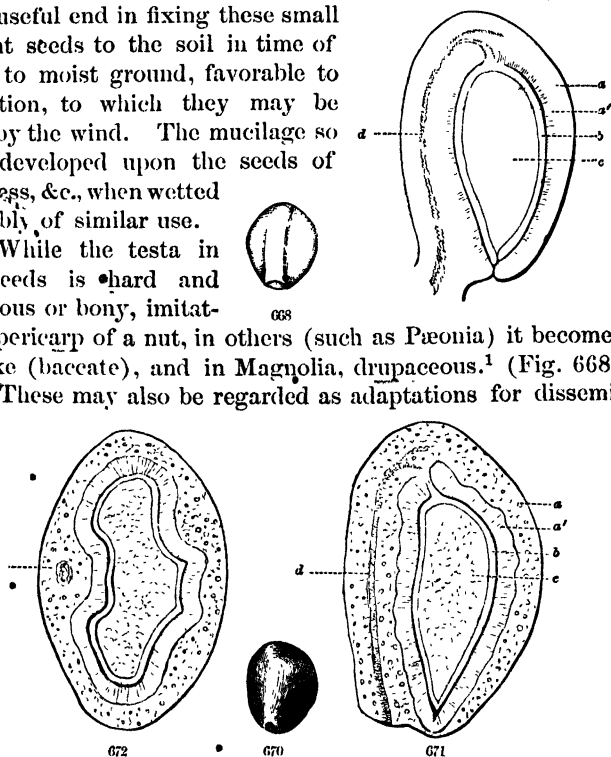 useful end in fixing these small
nt seeds to the soil in time of
to moist ground, favorable to
tion, to which they may be
by the wind. The mucilage so
developed upon the seeds of
ess, &c., when wetted
bly of similar use.
While the testa in
eeds is hard and
ous or bony, imitat-
pericarp of a nut, in others (such as Pæonia) it become
ke (baccate), and in Magnolia, drupaceous.¹ (Fig. 668
These may also be regarded as adaptations for dissemi
a
a'
b
c
d
668
a
a'
b
c
d
672
670
671